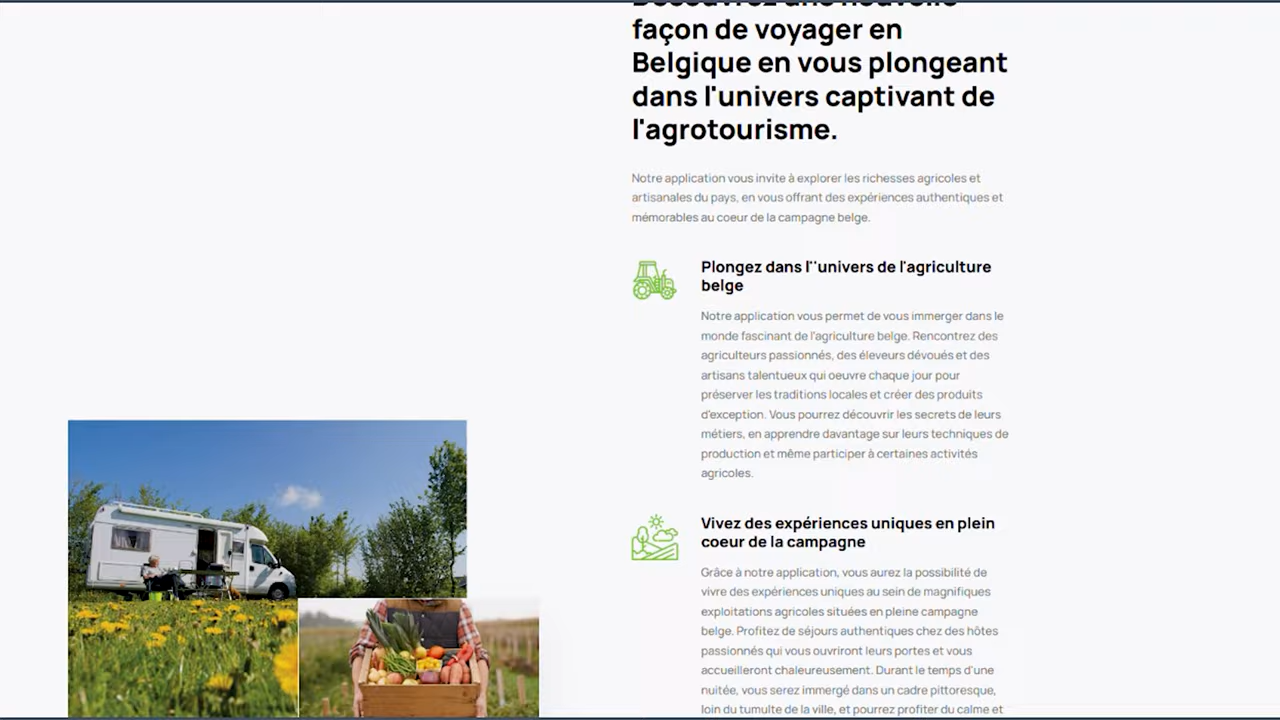 Découvrez une nouvelle
façon de voyager en
Belgique en vous plongeant
dans l'univers captivant de
l'agrotourisme.
Notre application vous invite à explorer les richesses agricoles et
artisanales du pays, en vous offrant des expériences authentiques et
mémorables au coeur de la campagne belge.
Plongez dans l''univers de l'agriculture
belge
Notre application vous permet de vous immerger dans le
monde fascinant de l'agriculture belge. Rencontrez des
agriculteurs passionnés, des éleveurs dévoués et des
artisans talentueux qui oeuvre chaque jour pour
préserver les traditions locales et créer des produits
d'exception. Vous pourrez découvrir les secrets de leurs
métiers, en apprendre davantage sur leurs techniques de
production et même participer à certaines activités
agricoles.
Vivez des expériences uniques en plein
coeur de la campagne
Grâce à notre application, vous aurez la possibilité de
vivre des expériences uniques au sein de magnifiques
exploitations agricoles situées en pleine campagne
belge. Profitez de séjours authentiques chez des hôtes
passionnés qui vous ouvriront leurs portes et vous
accueilleront chaleureusement. Durant le temps d'une
nuitée, vous serez immergé dans un cadre pittoresque,
loin du tumulte de la ville, et pourrez profiter du calme et